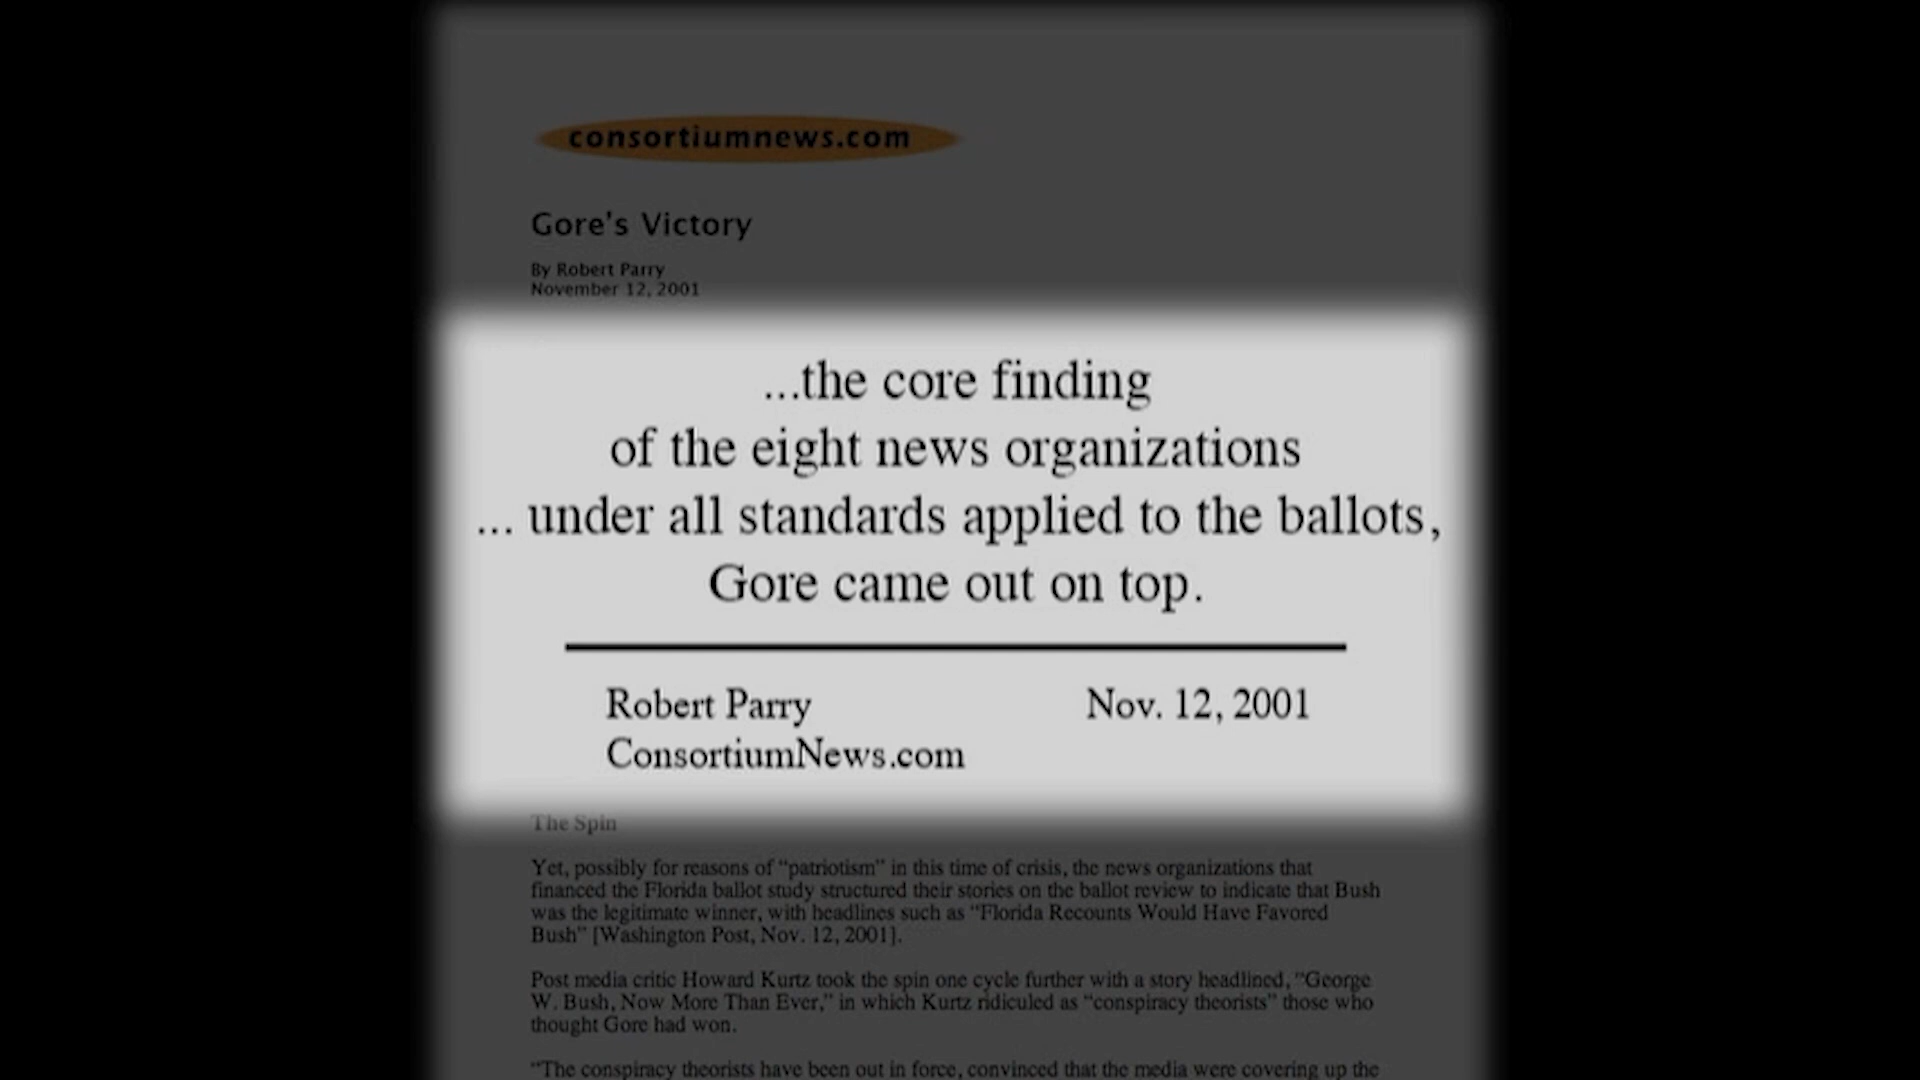 consortiumnews.com
Gore's Victory
By Robert Parry
November 12, 2001
...the core finding
of the eight news organizations
... under all standards applied to the ballots,
Gore came out on top.
Robert Parry Nov. 12, 2001
ConsortiumNews.com
The Spin
Yet, possibly for reasons of “patriotism” in this time of crisis, the news organizations that
financed the Florida ballot study structured their stories on the ballot review to indicate that Bush
was the legitimate winner, with headlines such as “Florida Recounts Would Have Favored
Bush” [Washington Post, Nov. 12, 2001].
Post media critic Howard Kurtz took the spin one cycle further with a story headlined, “George
W. Bush, Now More Than Ever,” in which Kurtz ridiculed as “conspiracy theorists” those who
thought Gore had won.
“The conspiracy theorists have been out in force, convinced that the media were covering up the